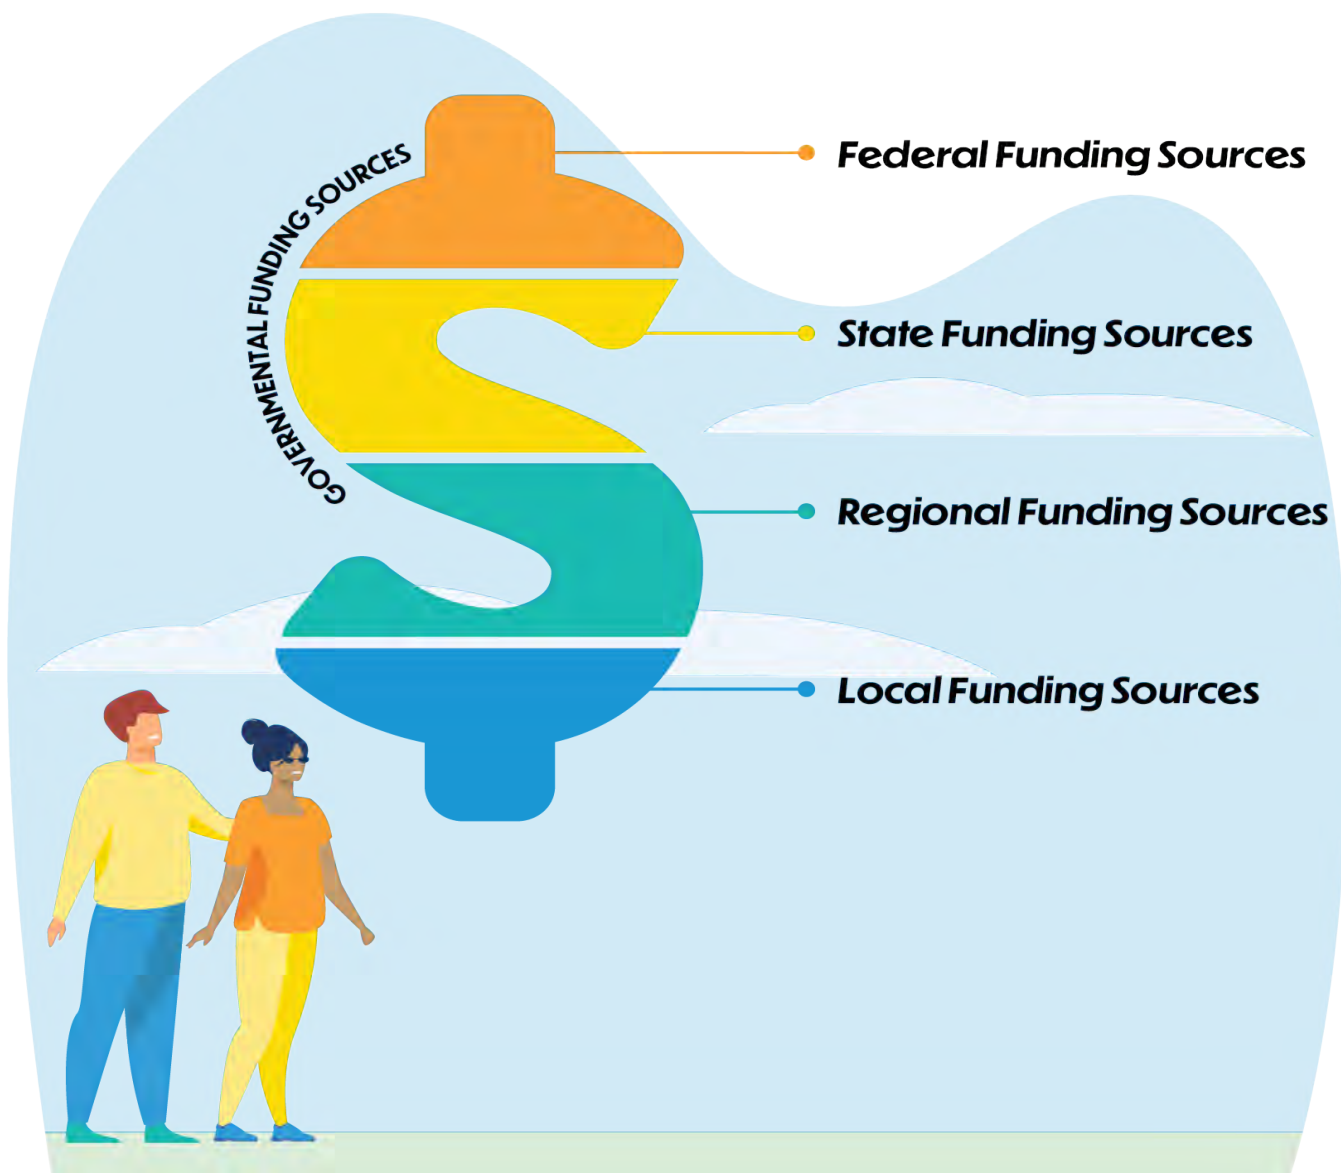 GOVERNMENTAL FUNDING SOURCES
Federal Funding Sources
State Funding Sources
Regional Funding Sources
Local Funding Sources